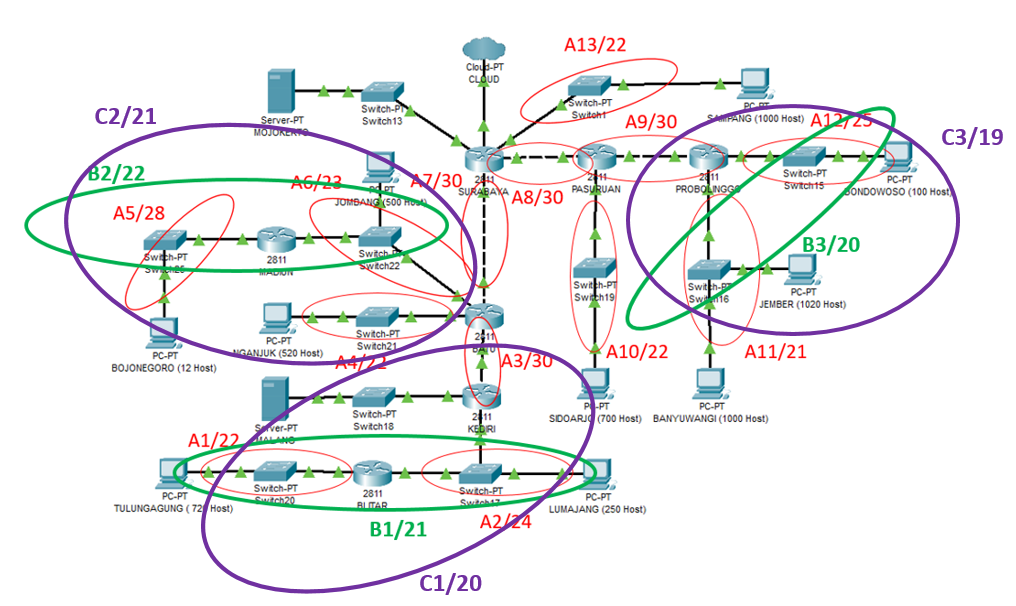 A13/22
Cloud-PT
CLOUD
Switch-PT
Switch13
Switch-PT
Switch1
PC-PT
SAMPANG (1000 Host)
Server-PT
MOJOKERTO
C2/21
A9/30
A12/25
C3/19
B2/22
A6/23
PC-PT
JOMBANG (500 Host)
A7/30
2811
SURABAYA
A8/30
2811
PASURUAN
2811
PROBOLINGGO
Switch-PT
Switch15
PC-PT
BONDOWOSO (100 Host)
A5/28
Switch-PT
Switch23
2811
MADIUN
Switch-PT
Switch22
B3/20
Switch-PT
Switch19
Switch-PT
Switch16
PC-PT
JEMBER (1020 Host)
PC-PT
BOJONEGORO (12 Host)
PC-PT
NGANJUK (520 Host)
Switch-PT
Switch21
A4/22
2811
BATU
A3/30
A10/22
A11/21
Server-PT
MALANG
Switch-PT
Switch18
2811
KEDIRI
PC-PT
SIDOARJO (700 Host)
PC-PT
BANYUWANGI (1000 Host)
A1/22
PC-PT
TULUNGAGUNG ( 720 Host)
Switch-PT
Switch20
2811
BLITAR
Switch-PT
Switch17
PC-PT
LUMAJANG (250 Host)
B1/21
A2/24
C1/20